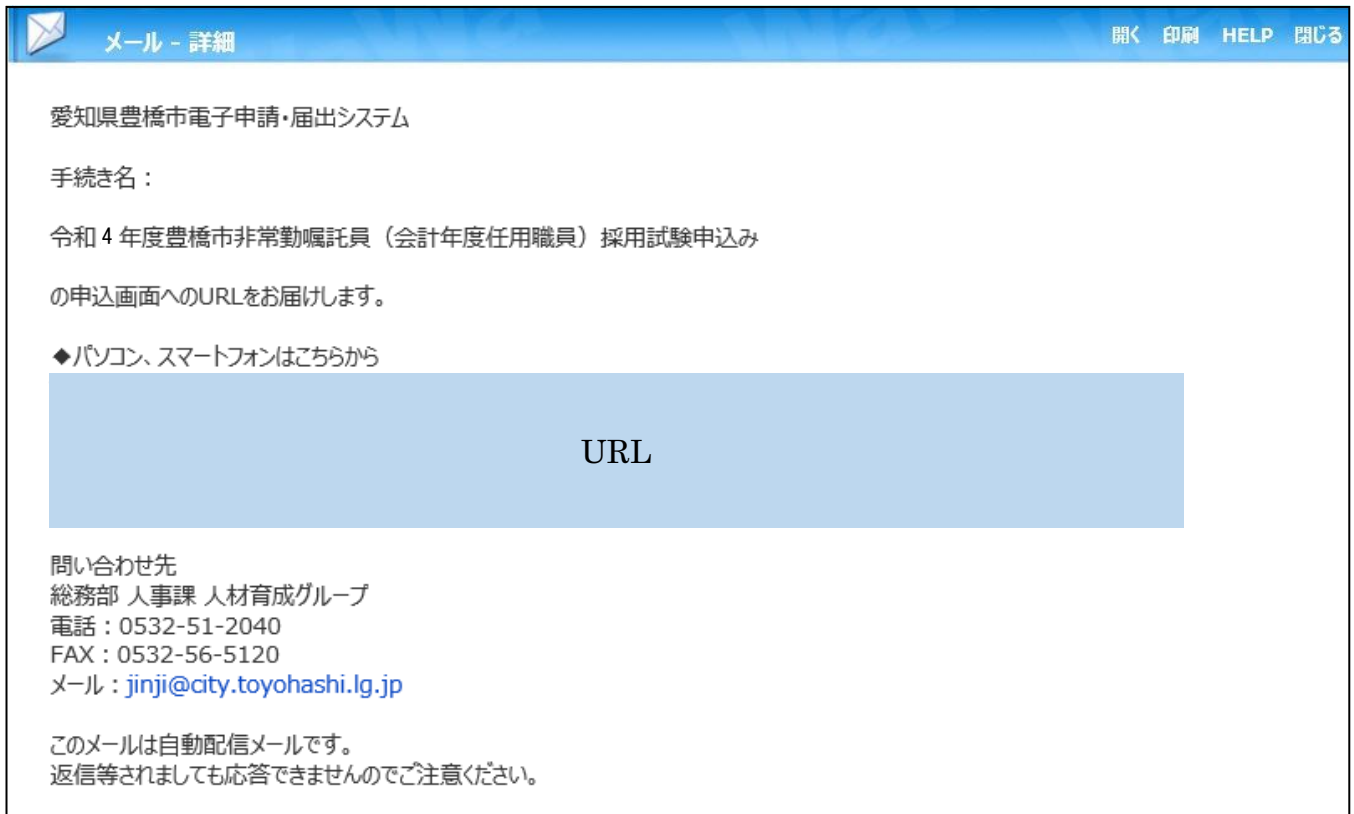 メール - 詳細
開く 印刷 HELP 閉じる
愛知県豊橋市電子申請・届出システム
手続き名：
令和4年度豊橋市非常勤嘱託員（会計年度任用職員）採用試験申込み
の申込画面へのURLをお届けします。
◆パソコン、スマートフォンはこちらから
URL
問い合わせ先
総務部 人事課 人材育成グループ
電話：0532-51-2040
FAX：0532-56-5120
メール：jinji@city.toyohashi.lg.jp
このメールは自動配信メールです。
返信等されましても応答できませんのでご注意ください。